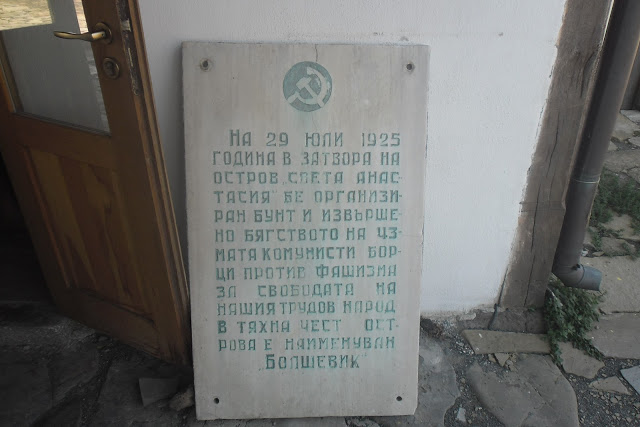 НА 29 ЮЛИ 1925
ГОДИНА В ЗАТВОРА НА
ОСТРОВ „СВЕТА АНАС-
ТАСИЯ" БЕ ОРГАНИЗИ-
РАН БУНТ И ИЗВЪРШЕ-
НО БЯГСТВОТО НА 43-
МАТА КОМУНИСТИ БОР-
ЦИ ПРОТИВ ФАШИЗМА
ЗА СВОБОДАТА НА
НАШИЯ ТРУДОВ НАРОД
В ТЯХНА ЧЕСТ ОСТ-
РОВА Е НАИМЕНУВАН
„БОЛШЕВИК"